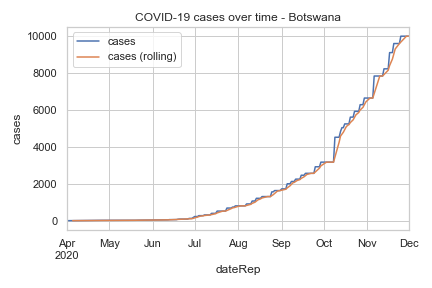 COVID-19 cases over time - Botswana
cases
cases (rolling)
10000
8000
6000
4000
2000
0
cases
Apr May Jun Jul Aug Sep Oct Nov Dec
2020
dateRep